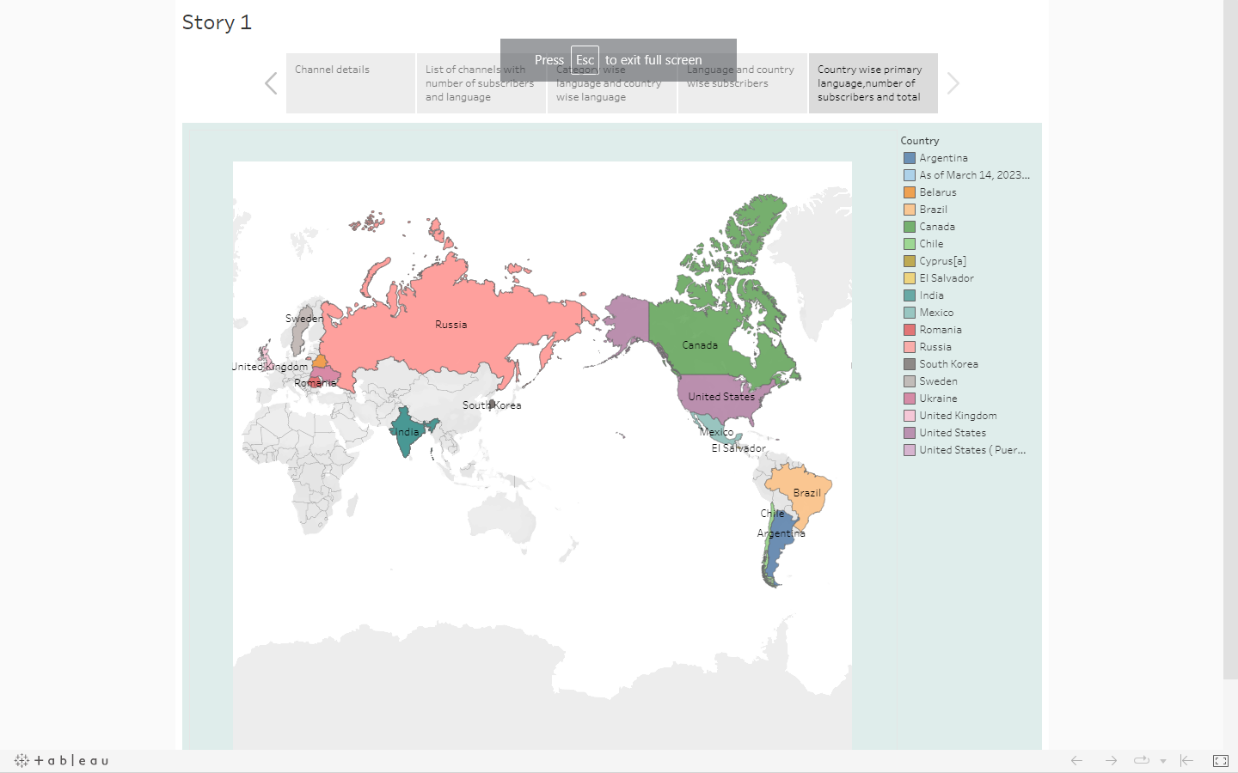 Story 1
Press Esc to exit full screen
Channel details
List of channels with
number of subscribers
and language
Category wise
language and country
wise language
Language and country
wise subscribers
Country wise primary
language,number of
subscribers and total
Country
Argentina
As of March 14, 2023...
Belarus
Brazil
Canada
Chile
Cyprus[a]
El Salvador
India
Mexico
Romania
Russia
South Korea
Sweden
Ukraine
United Kingdom
United States
United States ( Puer...
Sweden
Russia
United Kingdom
Romania
South Korea
India
Canada
United States
Mexico
El Salvador
Brazil
Chile
Argentina
+ableau